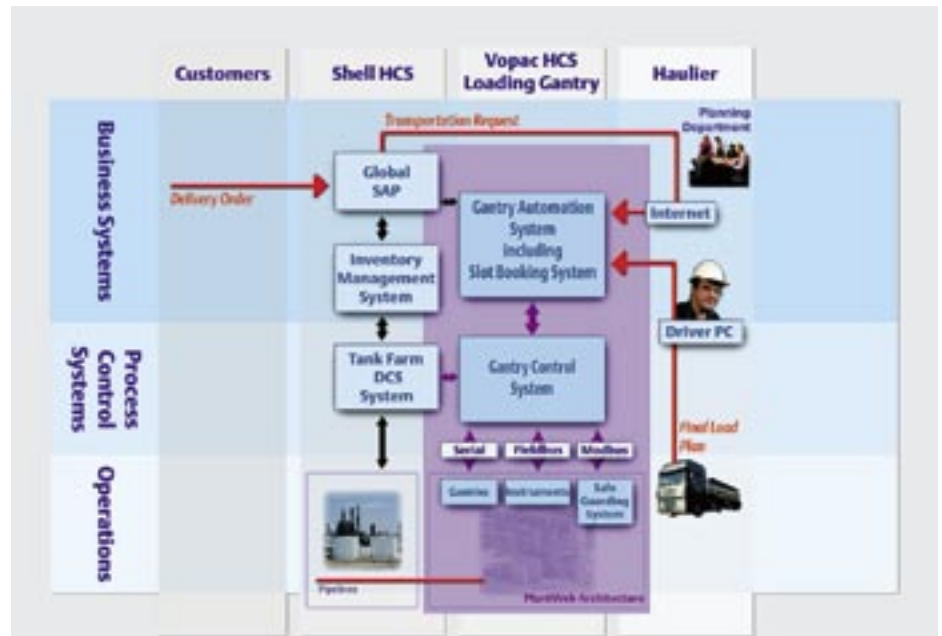 Customers
Shell HCS
Vopac HCS
Loading Gantry
Haulier
Business Systems
Transportation Request
Planning
Department
Delivery Order
Global
SAP
Gantry Automation
System
including
Slot Booking System
Internet
Inventory
Management
System
Driver PC
Process
Control
Systems
Tank Farm
DCS
System
Gantry Control
System
Final Load
Plan
Serial
Fieldbus
Modbus
Operations
Gantries
Instruments
Safe
Guarding
System
Pipelines
PlantWeb Architecture